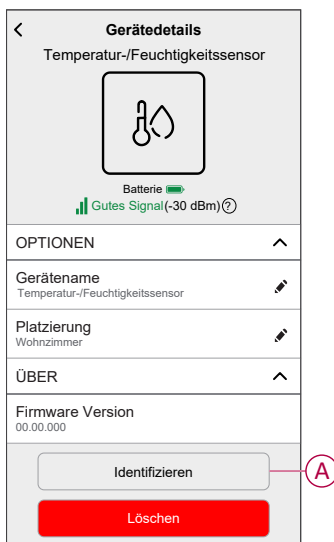 Gerätedetails
Temperatur-/Feuchtigkeitssensor
Batterie
Gutes Signal(-30 dBm)?
OPTIONEN
Gerätename
Temperatur-/Feuchtigkeitssensor
Platzierung
Wohnzimmer
ÜBER
Firmware Version
00.00.000
Identifizieren
A
Löschen